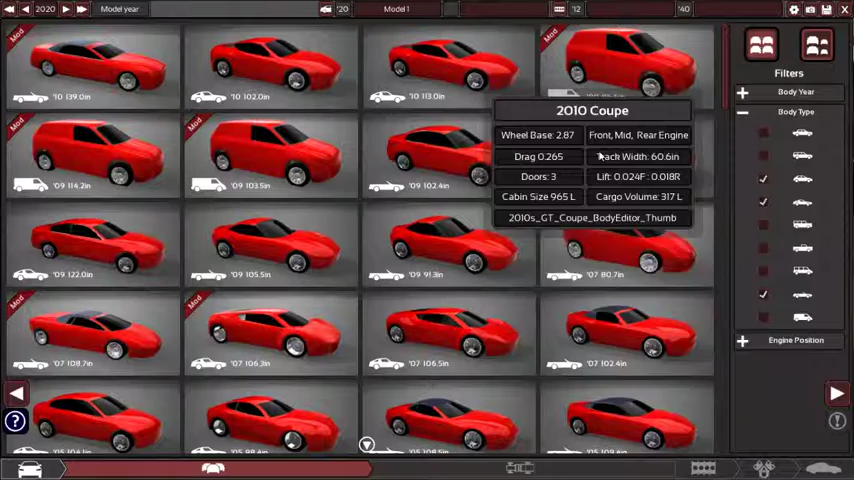 2020 Model year '20 Model 1 '12 '40
Mod
'10 139.0in
'10 102.0in
'10 113.0in
Mod
2010 Coupe
Wheel Base: 2.87 Front, Mid, Rear Engine
Drag 0.265 Track Width: 60.6in
Doors: 3 Lift: 0.024F : 0.018R
Cabin Size 965 L Cargo Volume: 317 L
2010s_GT_Coupe_BodyEditor_Thumb
Mod
'09 114.2in
Mod
'09 103.5in
'09 102.4in
'09 122.0in
'09 105.5in
'09 91.3in
'07 80.7in
Mod
'07 108.7in
Mod
'07 106.3in
'07 106.5in
'07 102.4in
Filters
Body Year
Body Type
Engine Position
?